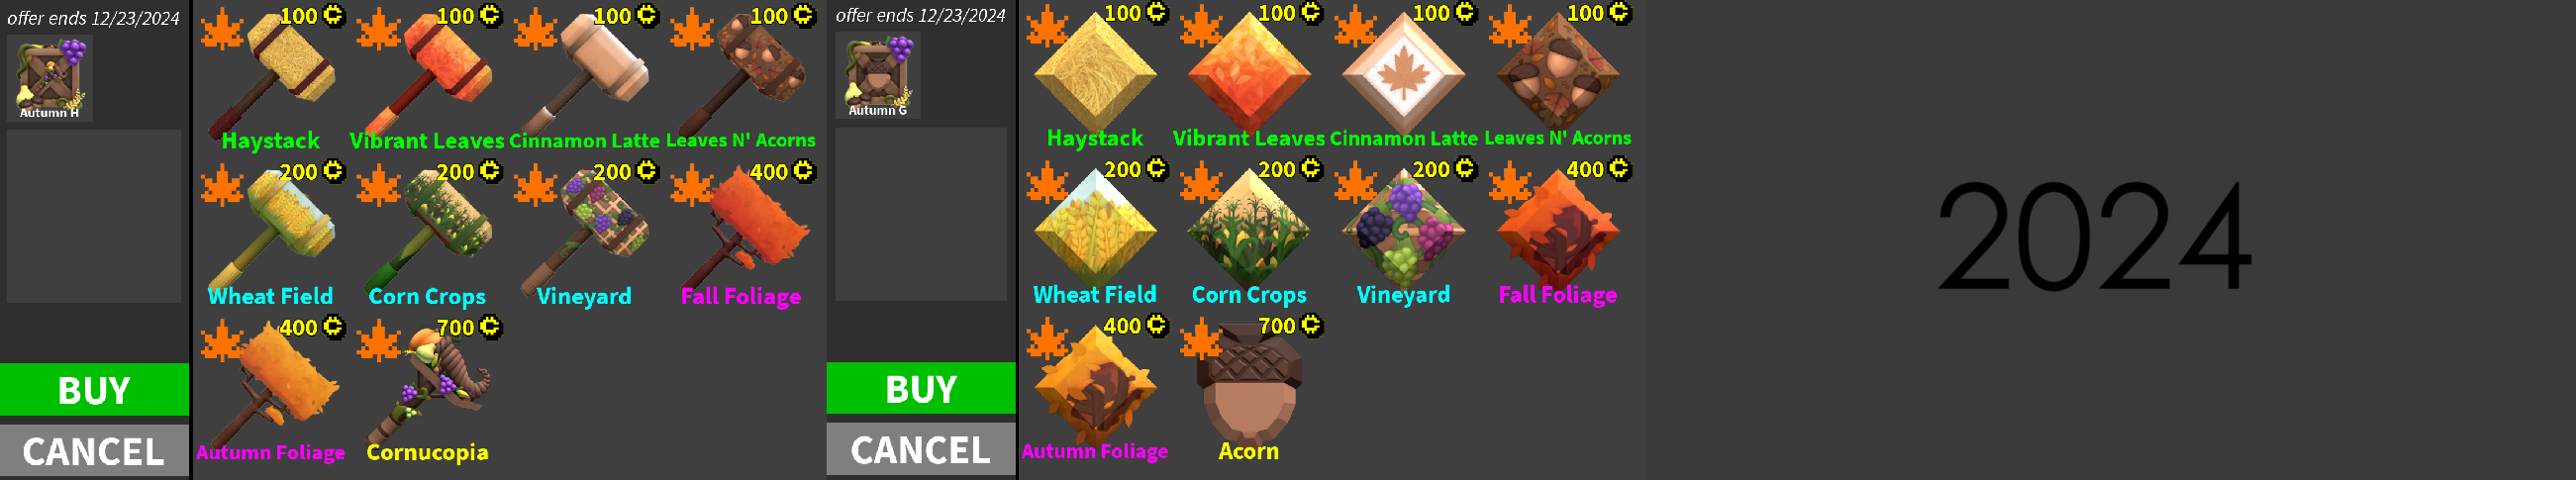 offer ends 12/23/2024
Autumn H
BUY
CANCEL
100 100 100 100
Haystack Vibrant Leaves Cinnamon Latte Leaves N' Acorns
200 200 200 400
Wheat Field Corn Crops Vineyard Fall Foliage
400 700
Autumn Foliage Cornucopia
offer ends 12/23/2024
Autumn G
BUY
CANCEL
100 100 100 100
Haystack Vibrant Leaves Cinnamon Latte Leaves N' Acorns
200 200 200 400
Wheat Field Corn Crops Vineyard Fall Foliage
400 700
Autumn Foliage Acorn
2024